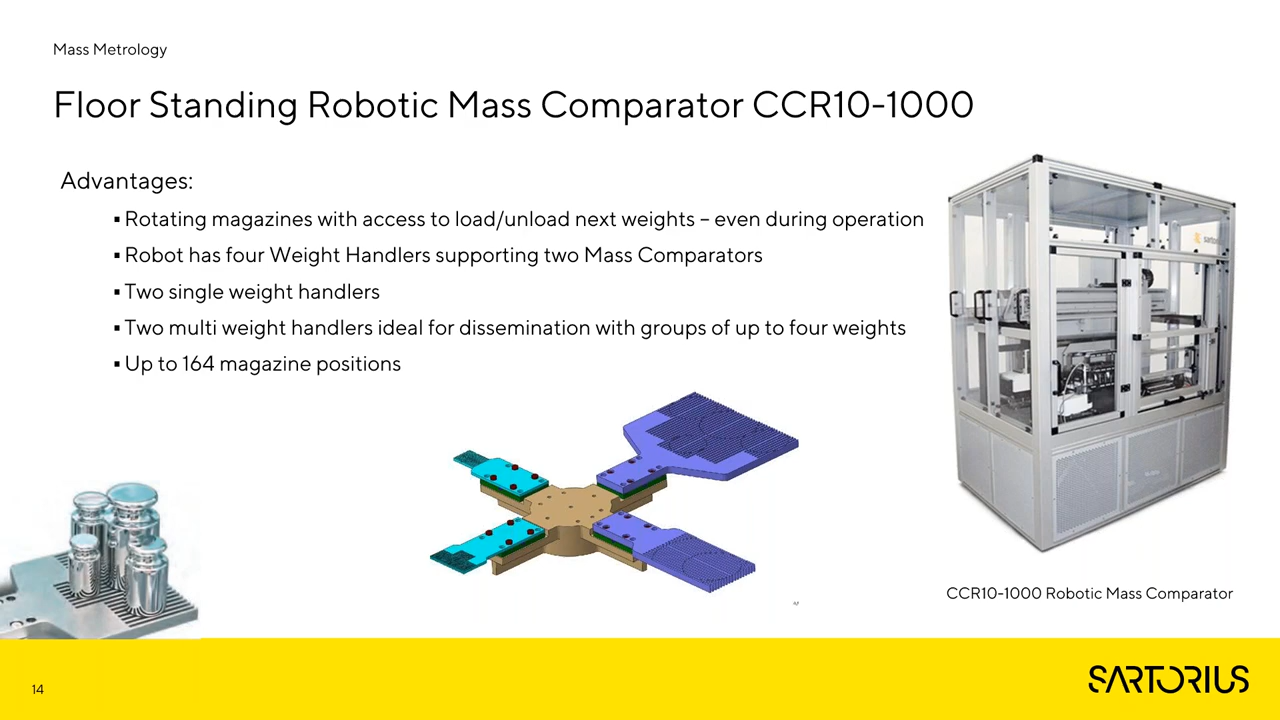 Mass Metrology
Floor Standing Robotic Mass Comparator CCR10-1000
Advantages:
▪ Rotating magazines with access to load/unload next weights – even during operation
▪ Robot has four Weight Handlers supporting two Mass Comparators
▪ Two single weight handlers
▪ Two multi weight handlers ideal for dissemination with groups of up to four weights
▪ Up to 164 magazine positions
CCR10-1000 Robotic Mass Comparator
14
SARTORIUS